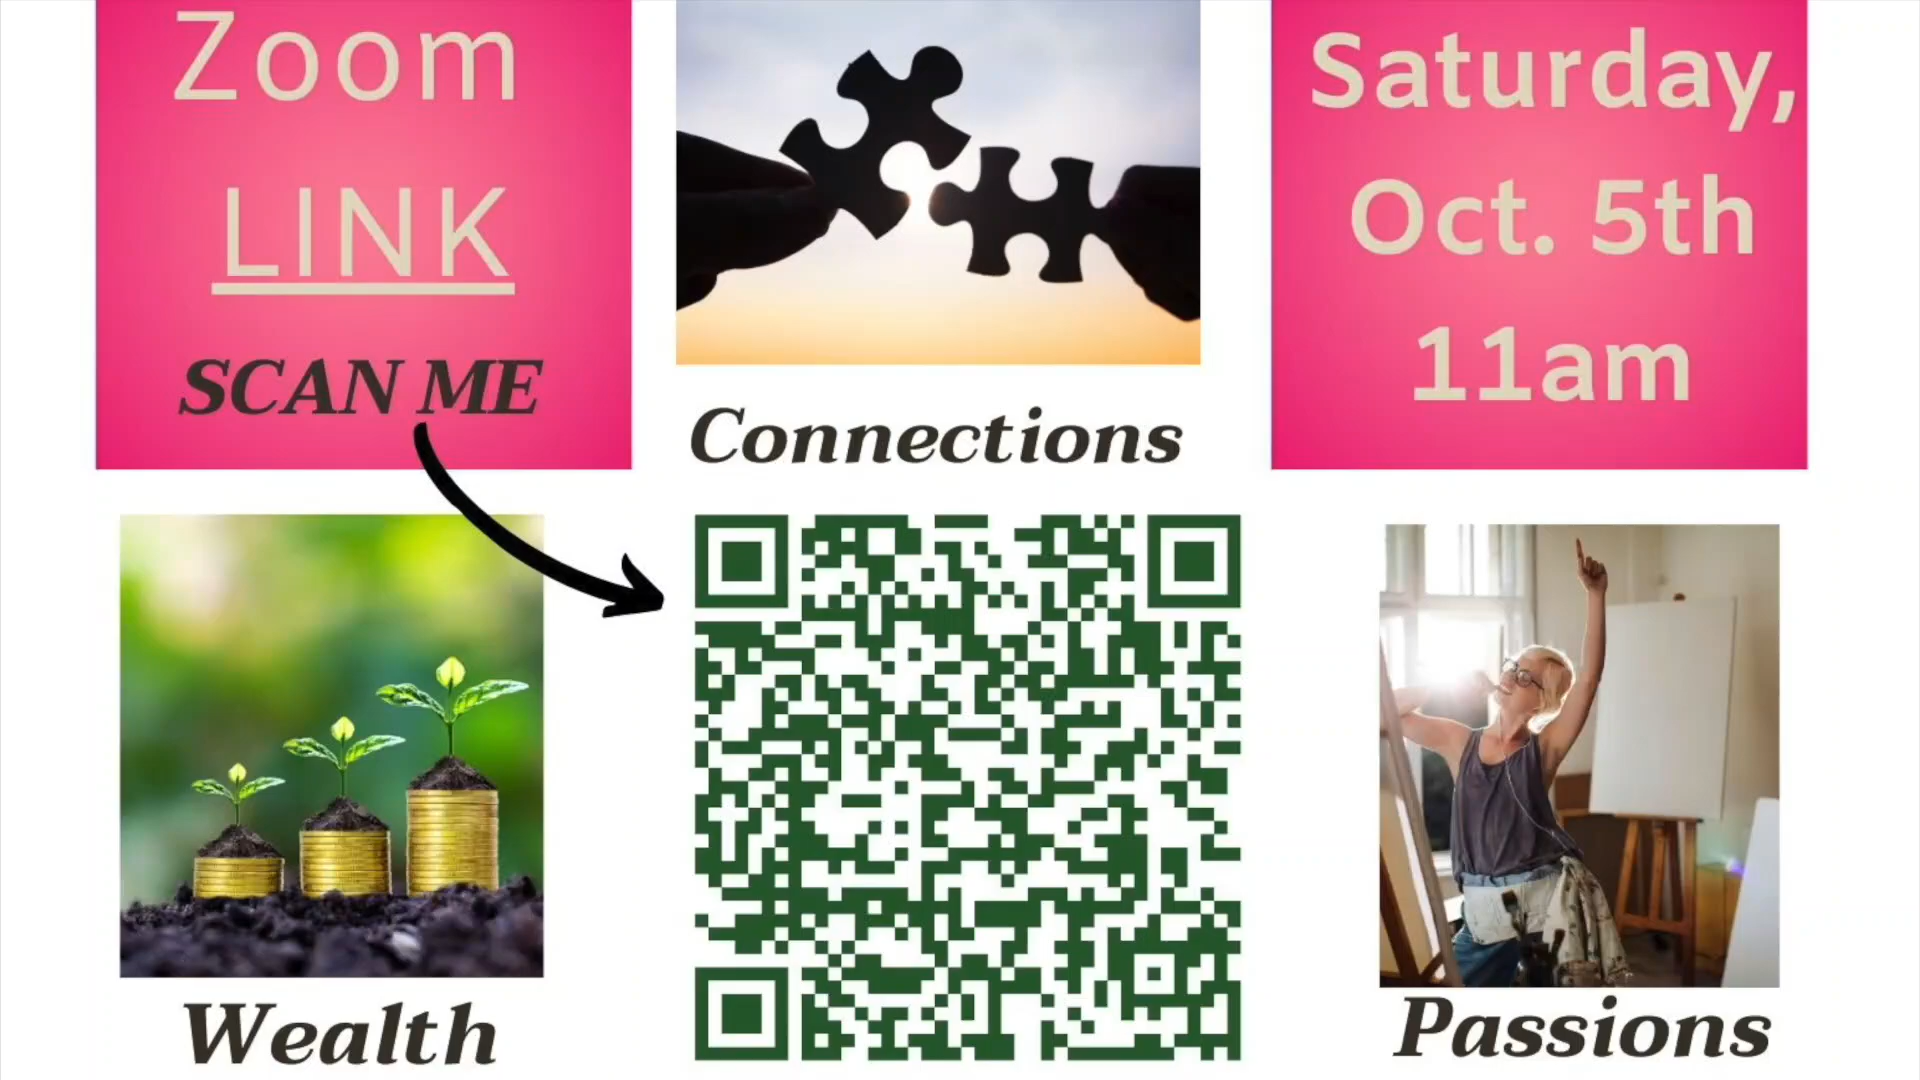 Zoom
LINK
SCAN ME
Connections
Saturday,
Oct. 5th
11am
Wealth
Passions